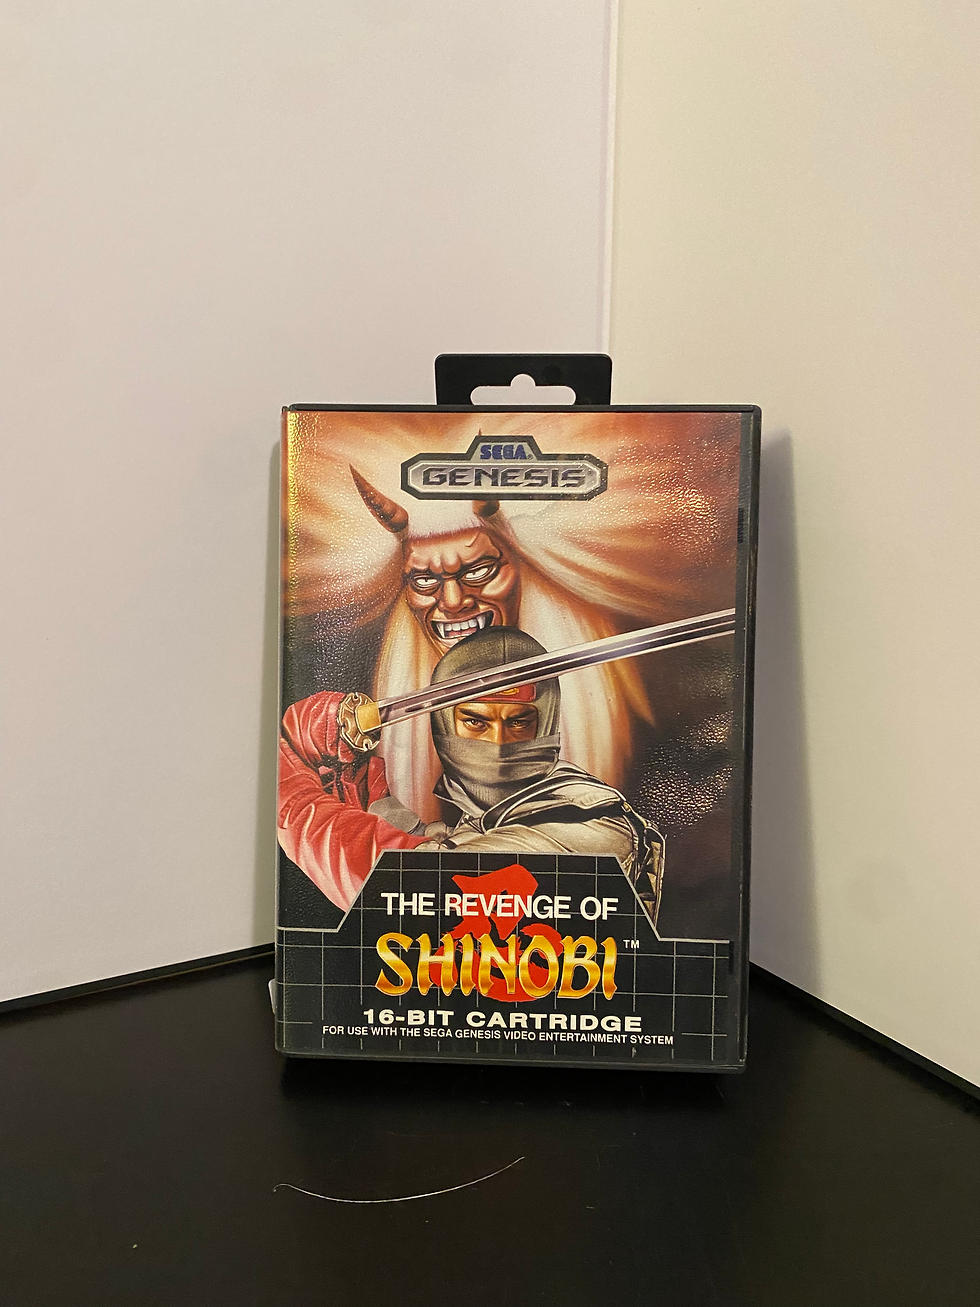 SEGA®
GENESIS
THE REVENGE OF
SHINOBI™
16-BIT CARTRIDGE
FOR USE WITH THE SEGA GENESIS VIDEO ENTERTAINMENT SYSTEM